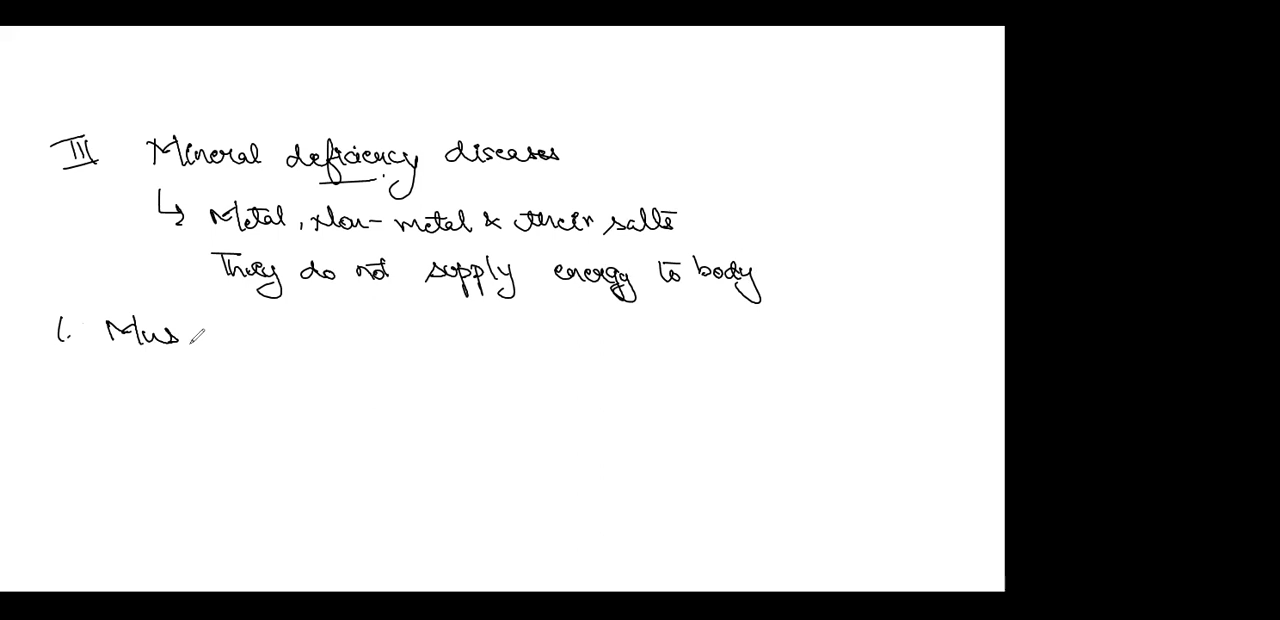 III Mineral deficiency diseases
↳ Metal, Non-metal & their salts
They do not supply energy to body
1. Mus